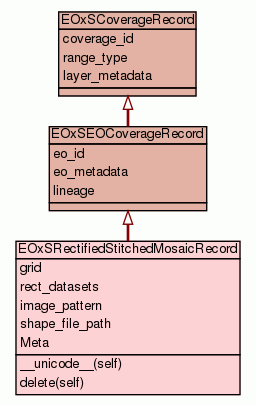 EOxSCoverageRecord
coverage_id
range_type
layer_metadata
EOxSEOCoverageRecord
eo_id
eo_metadata
lineage
EOxSRectifiedStitchedMosaicRecord
grid
rect_datasets
image_pattern
shape_file_path
Meta
__unicode__(self)
delete(self)